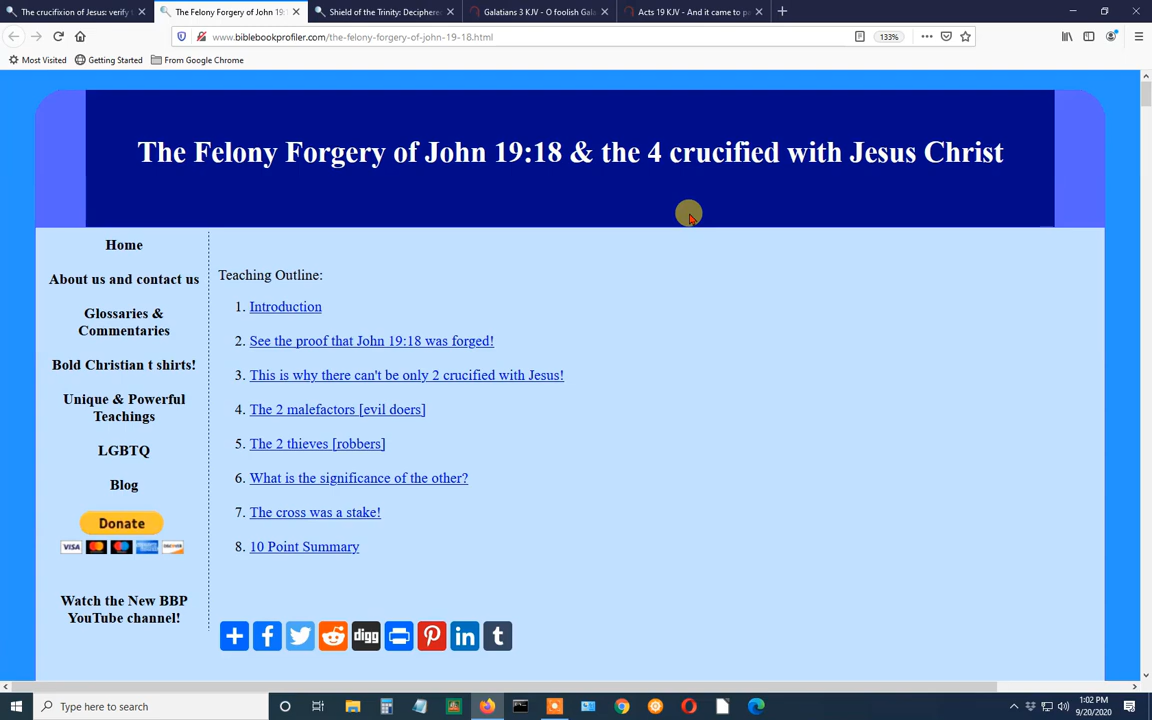 The crucifixion of Jesus: verify
The Felony Forgery of John 19:
Shield of the Trinity: Deciphere
Galatians 3 KJV - O foolish Gala
Acts 19 KJV - And it came to pa
www.biblebookprofiler.com/the-felony-forgery-of-john-19-18.html
133%
Most Visited
Getting Started
From Google Chrome
The Felony Forgery of John 19:18 & the 4 crucified with Jesus Christ
Home
About us and contact us
Glossaries &
Commentaries
Bold Christian t shirts!
Unique & Powerful
Teachings
LGBTQ
Blog
Donate
VISA
DISCOVER
Watch the New BBP
YouTube channel!
Teaching Outline:
1. Introduction
2. See the proof that John 19:18 was forged!
3. This is why there can't be only 2 crucified with Jesus!
4. The 2 malefactors [evil doers]
5. The 2 thieves [robbers]
6. What is the significance of the other?
7. The cross was a stake!
8. 10 Point Summary
digg
Type here to search
1:02 PM
9/20/2020